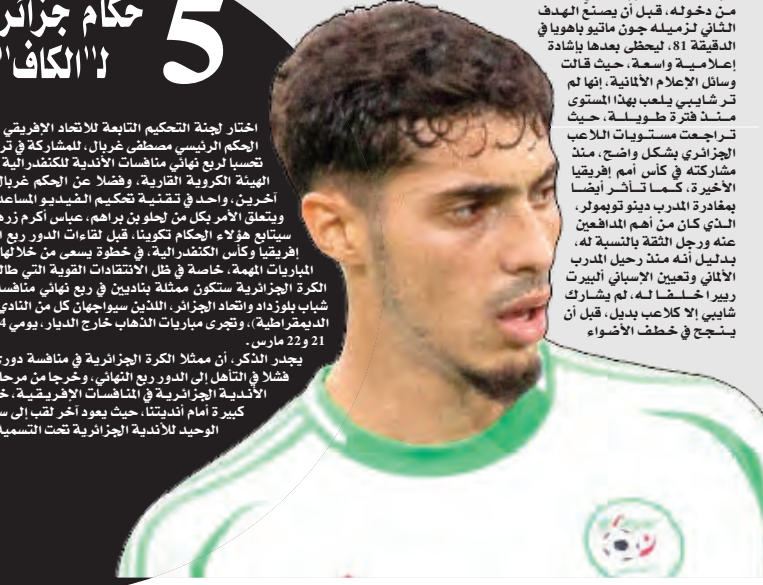 من دخوله، قبل أن يصنع الهدف
الثاني لزميله جون ماتيو باهويا في
الدقيقة 81، ليحظى بعدها بإشادة
إعلامية واسعة، حيث قالت
وسائل الإعلام الألمانية، إنها لم
تر شايبي يلعب بهذا المستوى
منذ فترة طويلة، حيث
تراجعت مستويات اللاعب
الجزائري بشكل واضح، منذ
مشاركته في كأس أمم إفريقيا
الأخيرة، كما تأثر أيضا
بمغادرة المدرب دينو توبمولر،
الذي كان من أهم المدافعين
عنه ورجل الثقة بالنسبة له،
بدليل أنه منذ رحيل المدرب
الألماني وتعيين الإسباني ألبيرت
ريرا خلفا له، لم يشارك
شايبي إلا كلاعب بديل، قبل أن
ينجح في خطف الأضواء
5 حكام
لـ"الكاف"
اختار لجنة التحكيم التابعة للاتحاد الافريقي
الحكم الرئيسي مصطفى غربال، للمشاركة في
تحسبا لربع نهائي منافسات الأندية للكنفدرالية
الهيئة الكروية القارية، وفضلا عن الحكم غربال
آخرين، واحد في تقنية تحكيم الفيديو
ويتعلق الأمر بكل من لحلو بن براهم، عباس أكرم
سيتابع هؤلاء الحكام تكوينا، قبل لقاءات الدور ربع
إفريقيا وكأس الكنفدرالية، في خطوة يسعى من خلالها
المباريات المهمة، خاصة في ظل الانتقادات القوية التي
الكرة الجزائرية ستكون ممثلة بناديين في ربع نهائي
شباب بلوزداد واتحاد الجزائر، اللذين سيواجهان كل من
الديمقراطية)، وتجرى مباريات الذهاب خارج الديار، يومي
21 و22 مارس.
يجدر الذكر، أن ممثلا الكرة الجزائرية في منافسة
فشلا في التأهل إلى الدور ربع النهائي، وخرجا من
الأندية الجزائرية في المنافسات الإفريقية،
كبيرة أمام أنديتنا، حيث يعود آخر لقب إلى
الوحيد للأندية الجزائرية تحت